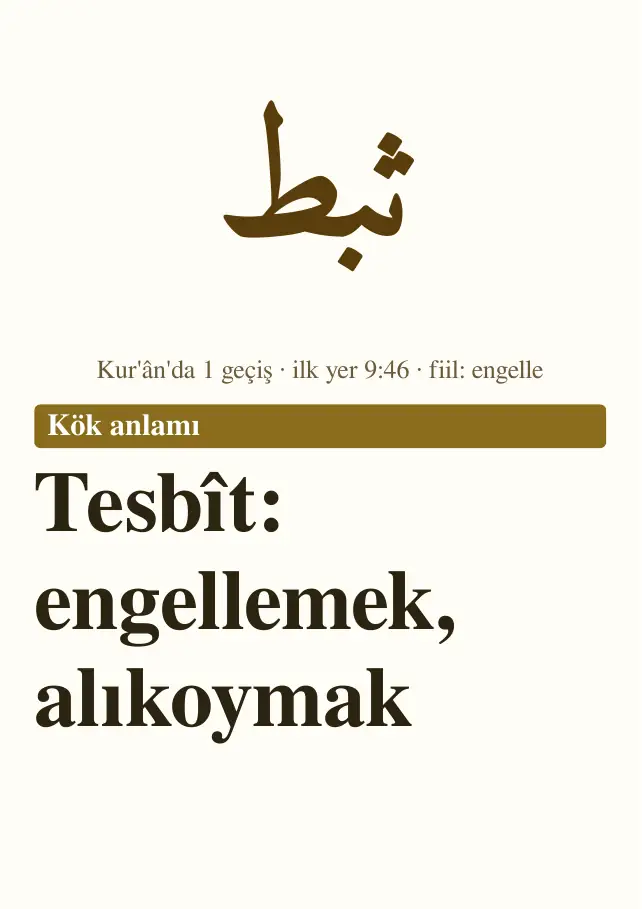 ثبط
Kur'ân'da 1 geçiş · ilk yer 9:46 · fiil: engelle
Kök anlamı
Tesbît:
engellemek,
alıkoymak